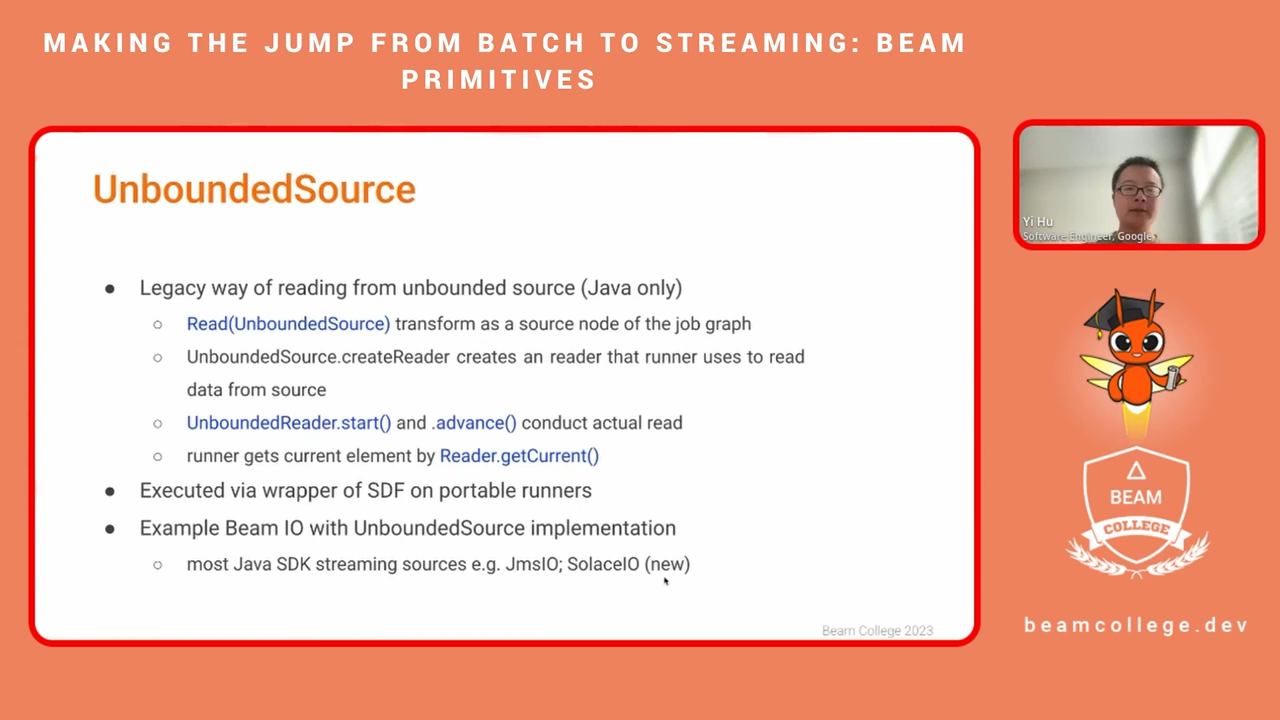 MAKING THE JUMP FROM BATCH TO STREAMING: BEAM
PRIMITIVES
UnboundedSource
● Legacy way of reading from unbounded source (Java only)
○ Read(UnboundedSource) transform as a source node of the job graph
○ UnboundedSource.createReader creates an reader that runner uses to read
data from source
○ UnboundedReader.start() and .advance() conduct actual read
○ runner gets current element by Reader.getCurrent()
● Executed via wrapper of SDF on portable runners
● Example Beam IO with UnboundedSource implementation
○ most Java SDK streaming sources e.g. JmsIO; SolaceIO (new)
Beam College 2023
Yi Hu
Software Engineer, Google
BEAM
COLLEGE
beamcollege.dev